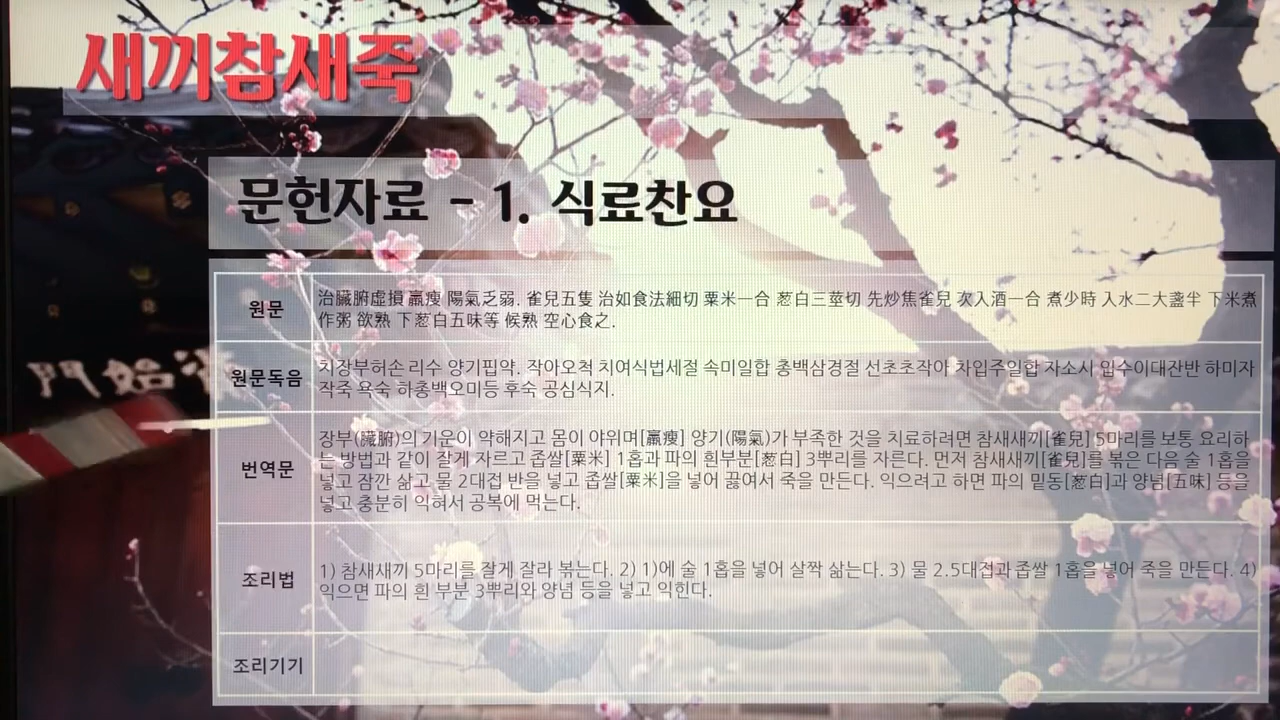 새끼참새죽
문헌자료 - 1. 식료찬요
원문
治臟腑虛損 羸瘦 陽氣乏弱. 雀兒五隻 治如食法細切 粟米一合 葱白三莖切 先炒焦雀兒 次入酒一合 煮少時 入水二大盞半 下米煮
作粥 欲熟 下葱白五味等 候熟 空心食之.
원문독음
치장부허손 리수 양기핍약. 작아오척 치여식법세절 속미일합 총백삼경절 선초초작아 차입주일합 자소시 입수이대잔반 하미자
작죽 욕숙 하총백오미등 후숙 공심식지.
번역문
장부(臟腑)의 기운이 약해지고 몸이 야위며[羸瘦] 양기(陽氣)가 부족한 것을 치료하려면 참새새끼[雀兒] 5마리를 보통 요리하
는 방법과 같이 잘게 자르고 좁쌀[粟米] 1홉과 파의 흰부분[葱白] 3뿌리를 자른다. 먼저 참새새끼[雀兒]를 볶은 다음 술 1홉을
넣고 잠깐 삶고 물 2대접 반을 넣고 좁쌀[粟米]을 넣어 끓여서 죽을 만든다. 익으려고 하면 파의 밑동[葱白]과 양념[五味] 등을
넣고 충분히 익혀서 공복에 먹는다.
조리법
1) 참새새끼 5마리를 잘게 잘라 볶는다. 2) 1)에 술 1홉을 넣어 살짝 삶는다. 3) 물 2.5대접과 좁쌀 1홉을 넣어 죽을 만든다. 4)
익으면 파의 흰 부분 3뿌리와 양념 등을 넣고 익힌다.
조리기기
門始